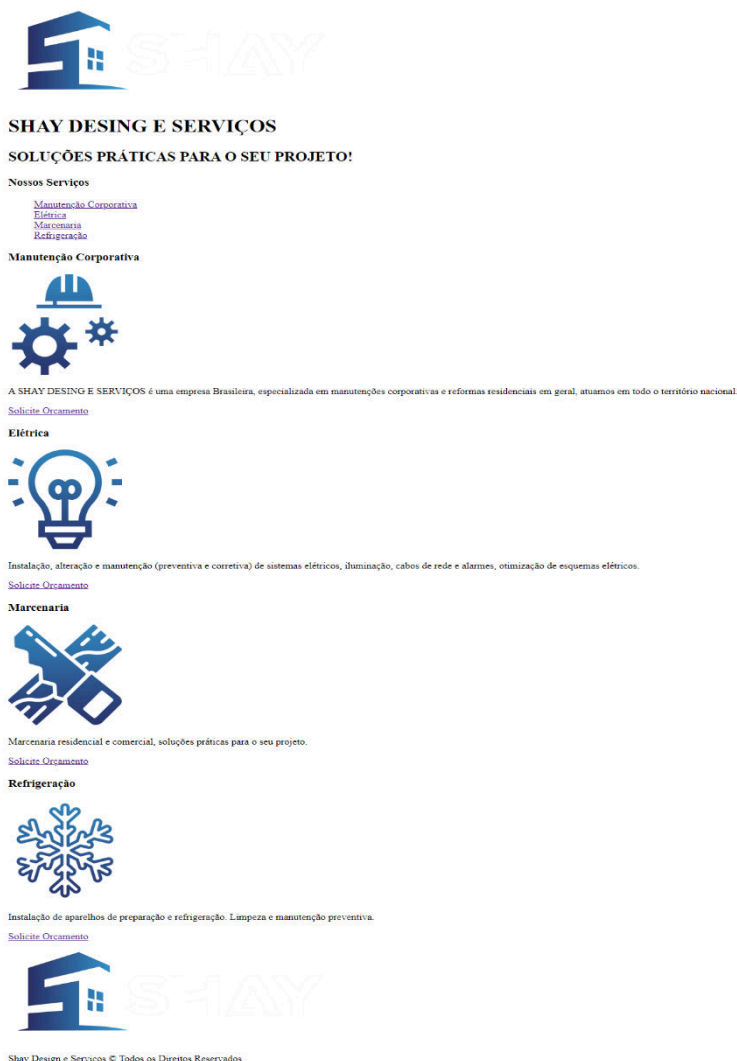 SHAY
SHAY DESING E SERVIÇOS
SOLUÇÕES PRÁTICAS PARA O SEU PROJETO!
Nossos Serviços
Manutenção Corporativa
Elétrica
Marcenaria
Refrigeração
Manutenção Corporativa
A SHAY DESING E SERVIÇOS é uma empresa Brasileira, especializada em manutenções corporativas e reformas residenciais em geral, atuamos em todo o território nacional.
Solicite Orçamento
Elétrica
Instalação, alteração e manutenção (preventiva e corretiva) de sistemas elétricos, iluminação, cabos de rede e alarmes, otimização de esquemas elétricos.
Solicite Orçamento
Marcenaria
Marcenaria residencial e comercial, soluções práticas para o seu projeto.
Solicite Orçamento
Refrigeração
Instalação de aparelhos de preparação e refrigeração. Limpeza e manutenção preventiva.
Solicite Orçamento
SHAY
Shay Design e Serviços © Todos os Direitos Reservados